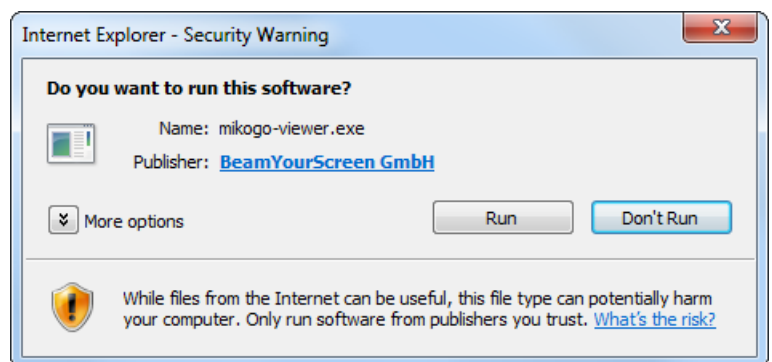 Internet Explorer - Security Warning
Do you want to run this software?
Name: mikogo-viewer.exe
Publisher: BeamYourScreen GmbH
More options
Run
Don't Run
While files from the Internet can be useful, this file type can potentially harm
your computer. Only run software from publishers you trust. What's the risk?